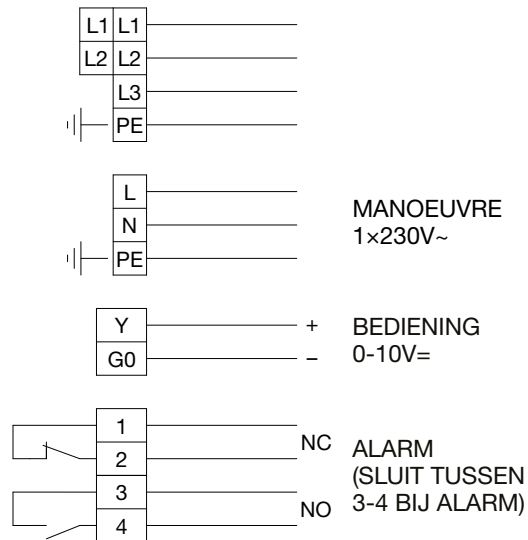 L1 L1
L2 L2
L3
PE
L
N
PE
MANOEUVRE
1×230V~
Y +
G0 –
BEDIENING
0-10V=
1
2
NC
3
4
NO
ALARM
(SLUIT TUSSEN
3-4 BIJ ALARM)